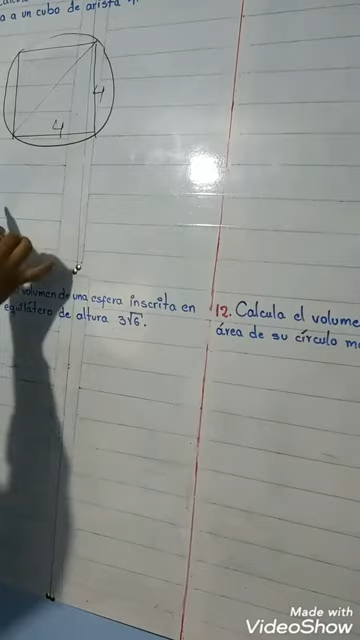 a a un cubo de arista
4
4
volumen de una esfera inscrita en
equilátero de altura 3√6.
12. Calcula el volume
área de su círculo m
Made with
VideoShow